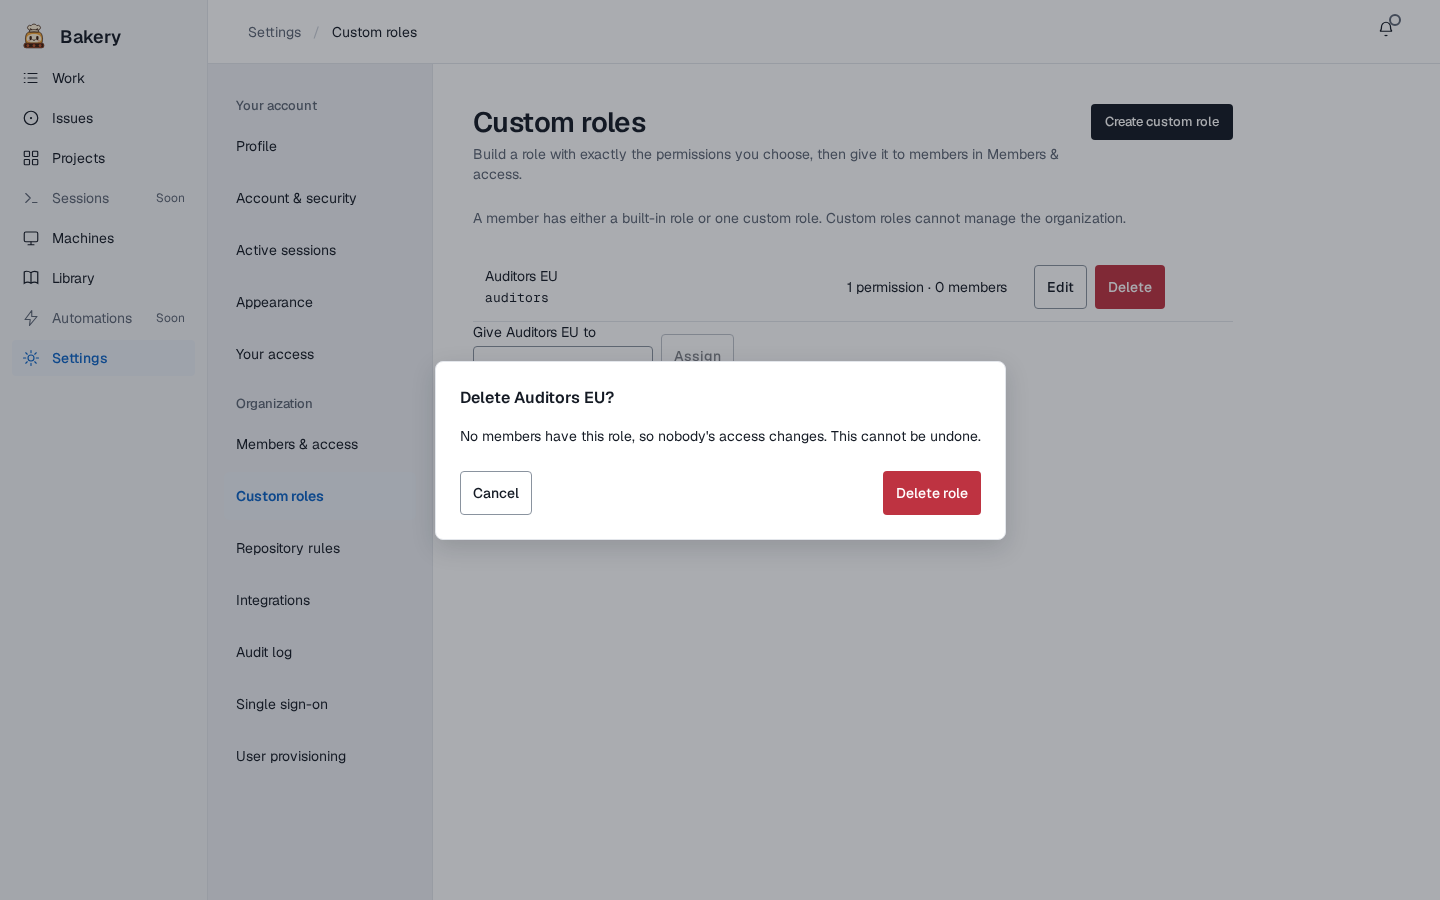 Bakery
Work
Issues
Projects
Sessions Soon
Machines
Library
Automations Soon
Settings
Settings / Custom roles
Your account
Profile
Account & security
Active sessions
Appearance
Your access
Organization
Members & access
Custom roles
Repository rules
Integrations
Audit log
Single sign-on
User provisioning
Custom roles
Create custom role
Build a role with exactly the permissions you choose, then give it to members in Members &
access.
A member has either a built-in role or one custom role. Custom roles cannot manage the organization.
Auditors EU
auditors
1 permission · 0 members
Edit
Delete
Give Auditors EU to
Assign
Delete Auditors EU?
No members have this role, so nobody's access changes. This cannot be undone.
Cancel
Delete role